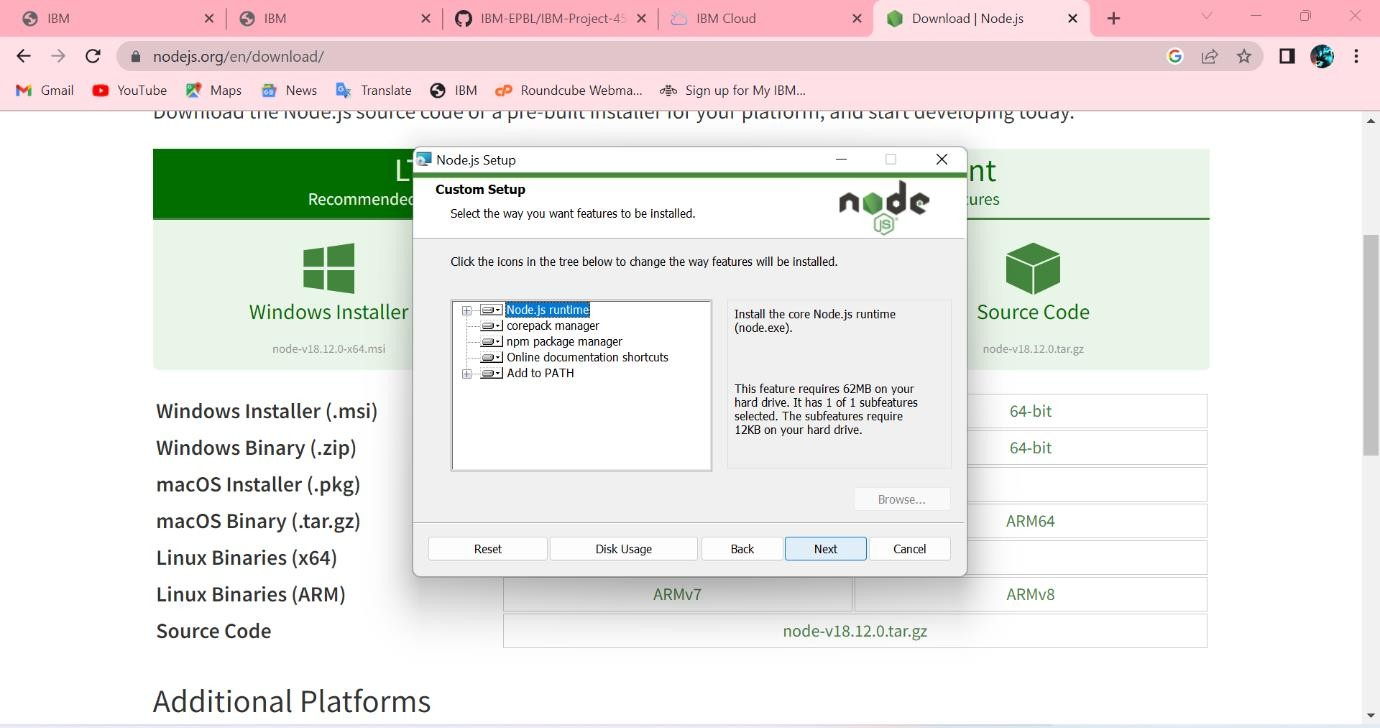 IBM
IBM
IBM-EPBL/IBM-Project-45
IBM Cloud
Download | Node.js
nodejs.org/en/download/
Gmail
YouTube
Maps
News
Translate
IBM
Roundcube Webma...
Sign up for My IBM...
Download the Node.js source code or a pre-built installer for your platform, and start developing today.
LT
nt
Recommended
tures
Windows Installer
Source Code
node-v18.12.0-x64.msi
node-v18.12.0.tar.gz
Node.js Setup
Custom Setup
Select the way you want features to be installed.
node
JS
Click the icons in the tree below to change the way features will be installed.
Node.js runtime
corepack manager
npm package manager
Online documentation shortcuts
Add to PATH
Install the core Node.js runtime
(node.exe).
This feature requires 62MB on your
hard drive. It has 1 of 1 subfeatures
selected. The subfeatures require
12KB on your hard drive.
Browse...
Reset
Disk Usage
Back
Next
Cancel
Windows Installer (.msi)
64-bit
Windows Binary (.zip)
64-bit
macOS Installer (.pkg)
macOS Binary (.tar.gz)
ARM64
Linux Binaries (x64)
Linux Binaries (ARM)
ARMv7
ARMv8
Source Code
node-v18.12.0.tar.gz
Additional Platforms